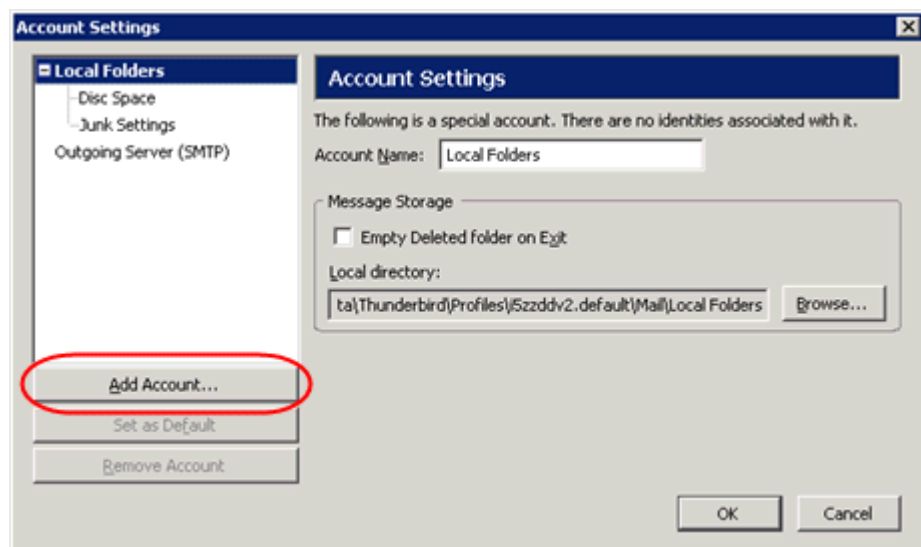 Account Settings
Local Folders
Disc Space
Junk Settings
Outgoing Server (SMTP)
Add Account...
Set as Default
Remove Account
Account Settings
The following is a special account. There are no identities associated with it.
Account Name: Local Folders
Message Storage
Empty Deleted folder on Exit
Local directory:
ta\Thunderbird\Profiles\i5zzddv2.default\Mail\Local Folders Browse...
OK Cancel